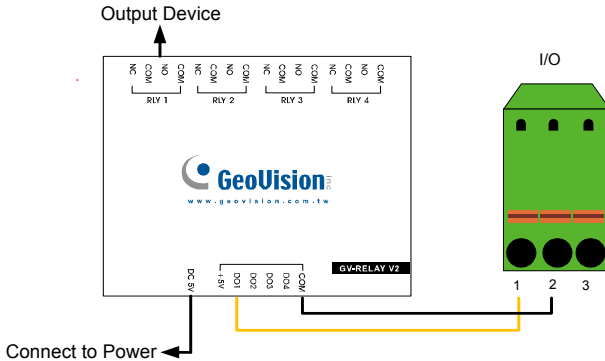 Output Device
I/O
NC COM NO COM NC COM NO COM NC COM NO COM NC COM NO COM
RLY 1 RLY 2 RLY 3 RLY 4
GeoVision Inc
www.geovision.com.tw
GV-RELAY V2
DC 5V +5V DO1 DO2 DO3 DO4 COM
1 2 3
Connect to Power